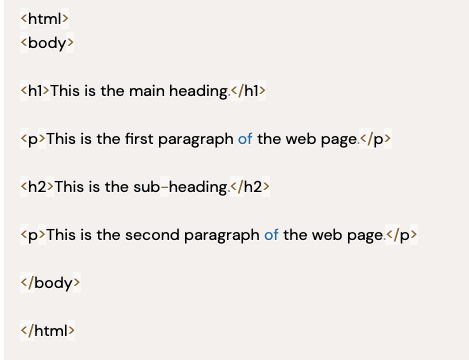 <html>
<body>
<h1>This is the main heading.</h1>
<p>This is the first paragraph of the web page.</p>
<h2>This is the sub-heading.</h2>
<p>This is the second paragraph of the web page.</p>
</body>
</html>